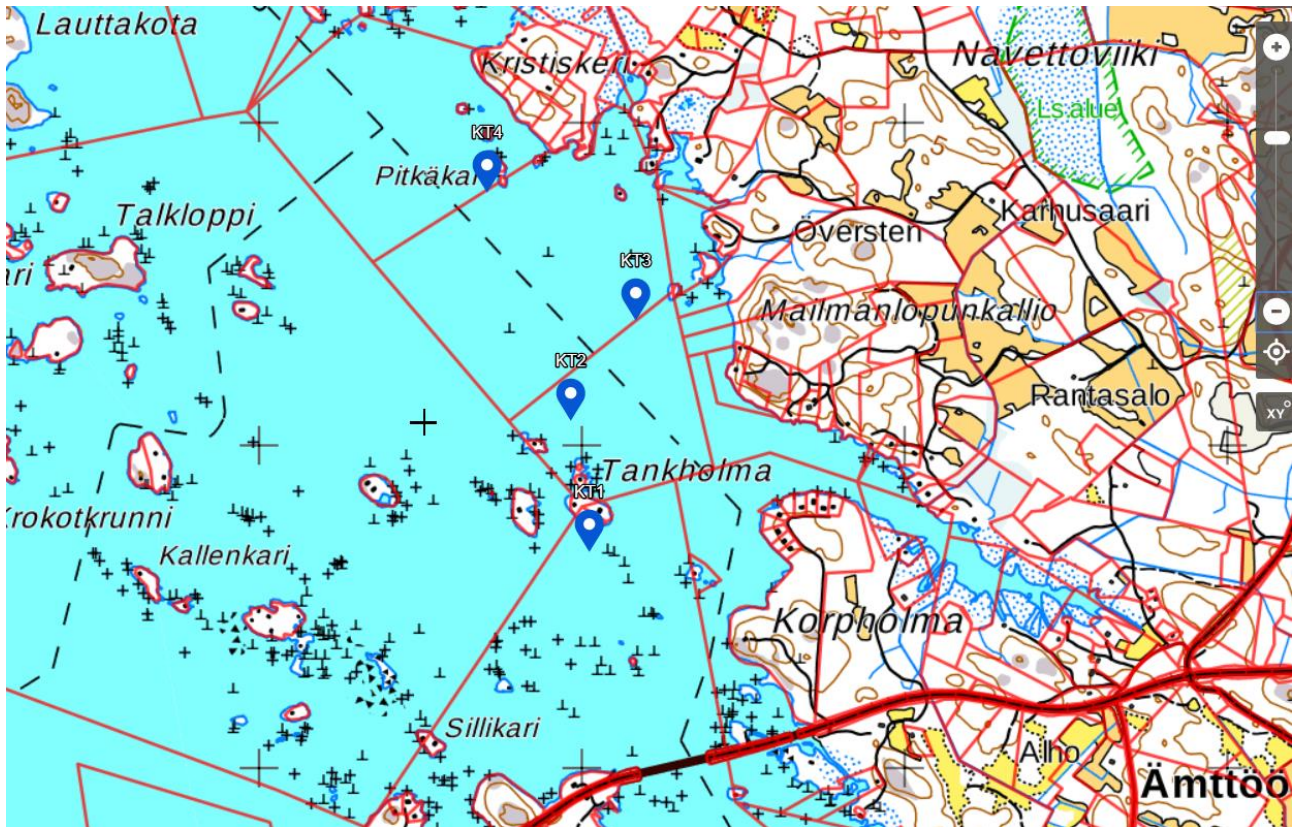 Lauttakota
Kristiskeri
Navettoviiki
Ls.alue
KT4
Pitkäkari
Talkloppi
Karhusaari
Översten
ari
KT3
Mailmanlopunkallio
KT2
Rantasalo
XY°
Tankholma
KT1
Krokotkrunni
Kallenkari
Korpholma
Sillikari
Alho
Ämttöö